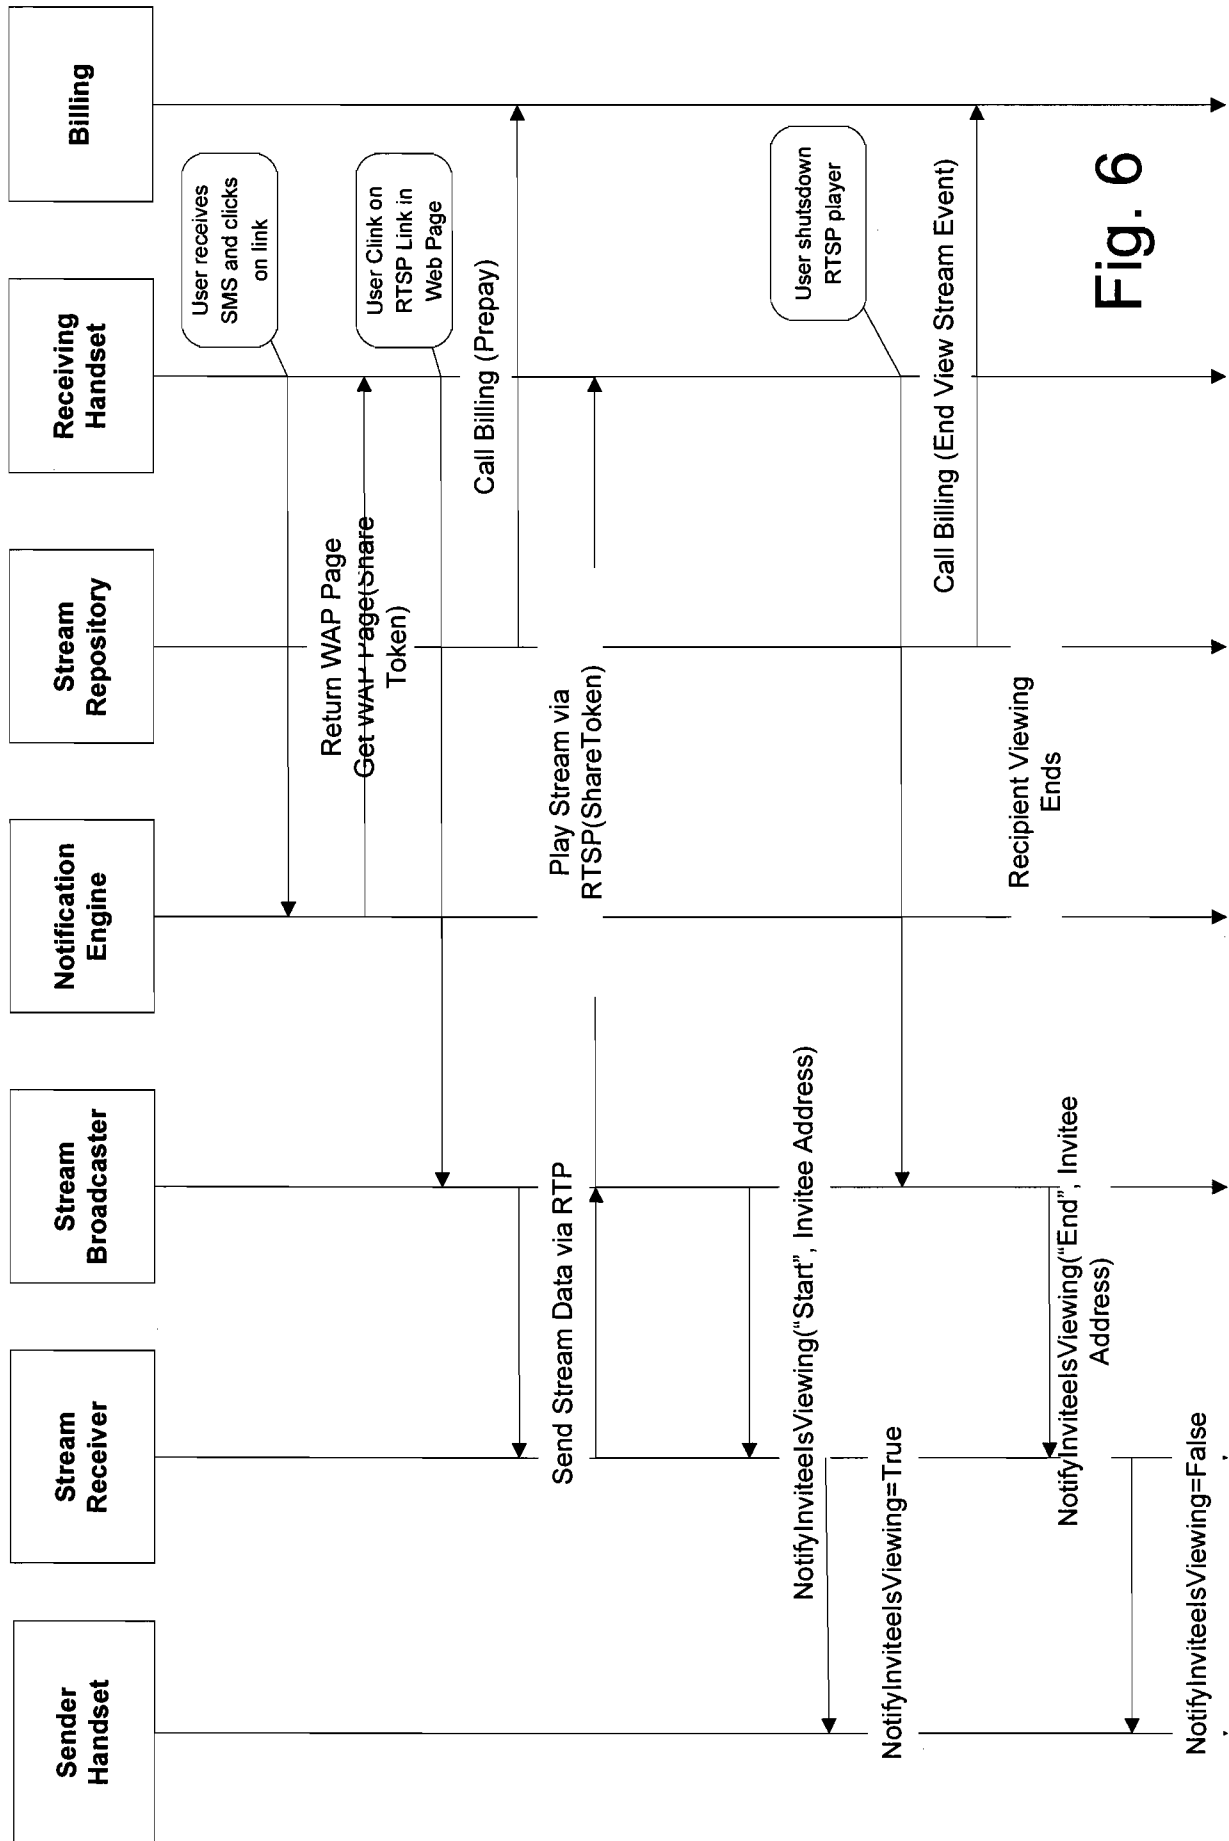 Sender
Handset
Stream
Receiver
Stream
Broadcaster
Notification
Engine
Stream
Repository
Receiving
Handset
Billing
User receives
SMS and clicks
on link
Return WAP Page
Get WAP Page(Share
Token)
User Clink on
RTSP Link in
Web Page
Call Billing (Prepay)
Send Stream Data via RTP
Play Stream via
RTSP(ShareToken)
NotifyInviteeIsViewing("Start", Invitee Address)
User shutsdown
RTSP player
NotifyInviteeIsViewing=True
Call Billing (End View Stream Event)
Recipient Viewing
Ends
NotifyInviteeIsViewing("End", Invitee
Address)
NotifyInviteeIsViewing=False
Fig. 6